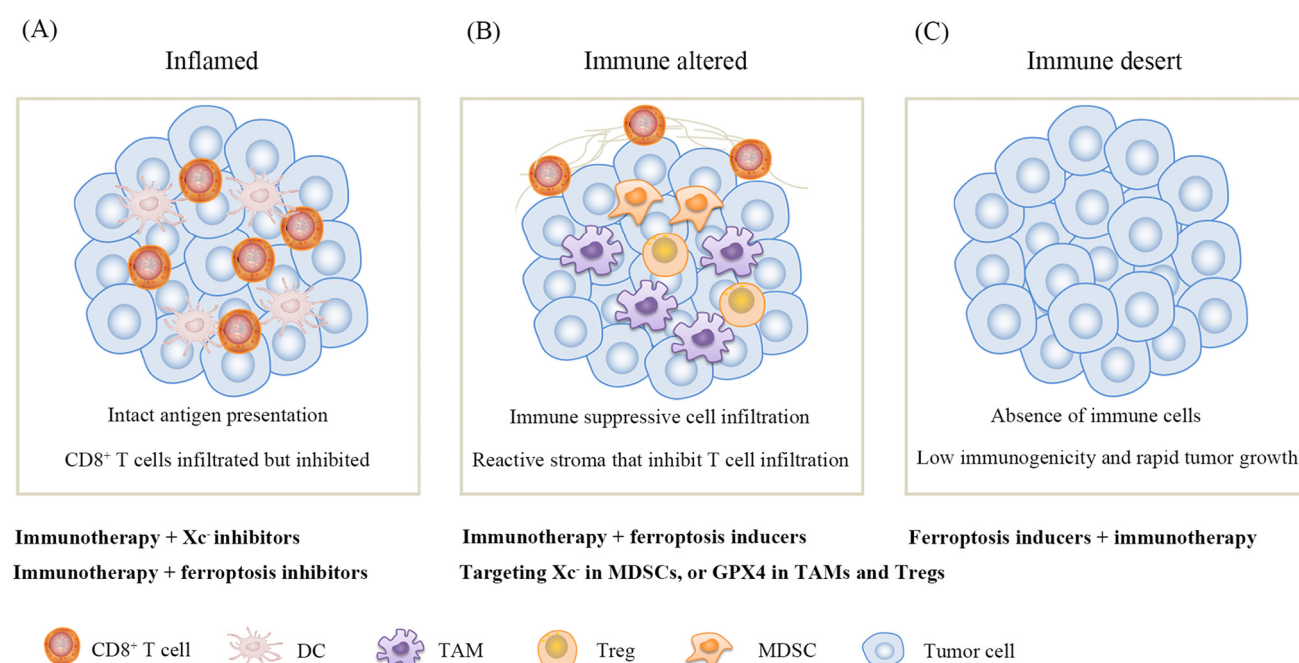 (A)
Inflamed
Intact antigen presentation
CD8⁺ T cells infiltrated but inhibited
Immunotherapy + Xc⁻ inhibitors
Immunotherapy + ferroptosis inhibitors
(B)
Immune altered
Immune suppressive cell infiltration
Reactive stroma that inhibit T cell infiltration
Immunotherapy + ferroptosis inducers
Targeting Xc⁻ in MDSCs, or GPX4 in TAMs and Tregs
(C)
Immune desert
Absence of immune cells
Low immunogenicity and rapid tumor growth
Ferroptosis inducers + immunotherapy
CD8⁺ T cell
DC
TAM
Treg
MDSC
Tumor cell